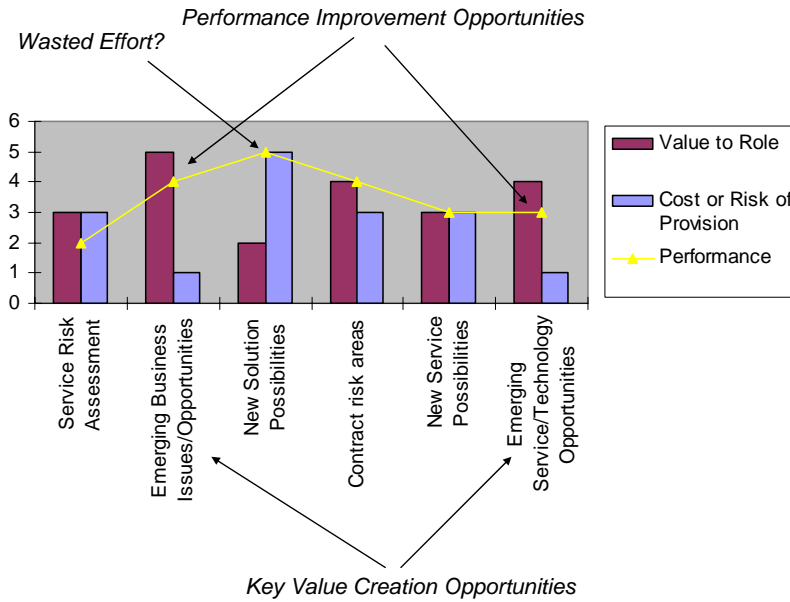 Performance Improvement Opportunities
Wasted Effort?
6
5
4
3
2
1
0
Value to Role
Cost or Risk of
Provision
Performance
Service Risk
Assessment
Emerging Business
Issues/Opportunities
New Solution
Possibilities
Contract risk areas
New Service
Possibilities
Emerging
Service/Technology
Opportunities
Key Value Creation Opportunities